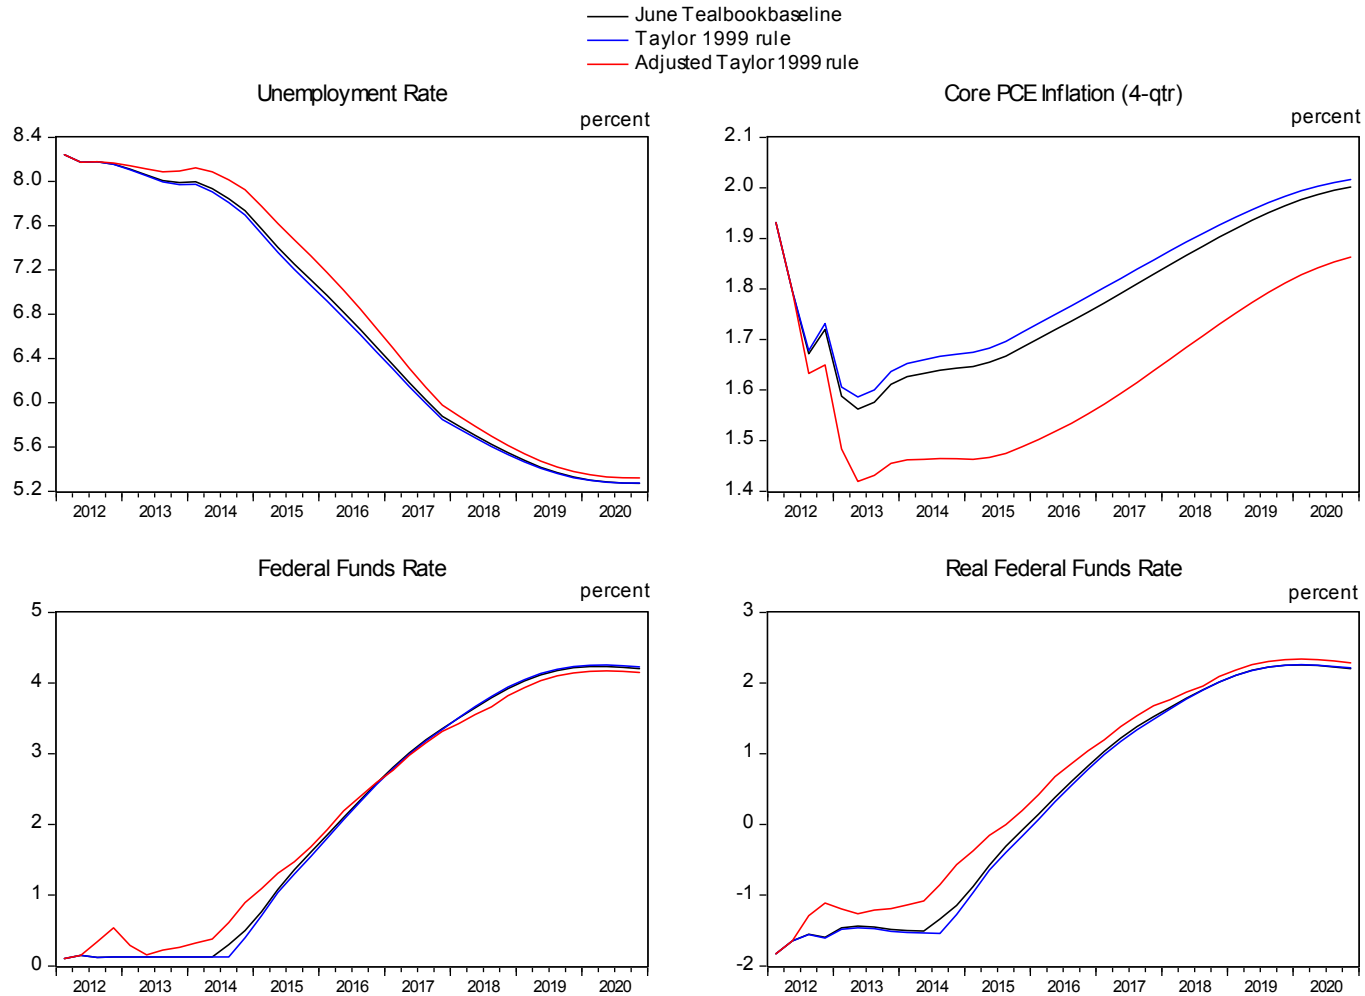 June Tealbookbaseline
Taylor 1999 rule
Adjusted Taylor 1999 rule
Unemployment Rate
percent
8.4
8.0
7.6
7.2
6.8
6.4
6.0
5.6
5.2
2012 2013 2014 2015 2016 2017 2018 2019 2020
Core PCE Inflation (4-qtr)
percent
2.1
2.0
1.9
1.8
1.7
1.6
1.5
1.4
2012 2013 2014 2015 2016 2017 2018 2019 2020
Federal Funds Rate
percent
5
4
3
2
1
0
2012 2013 2014 2015 2016 2017 2018 2019 2020
Real Federal Funds Rate
percent
3
2
1
0
-1
-2
2012 2013 2014 2015 2016 2017 2018 2019 2020